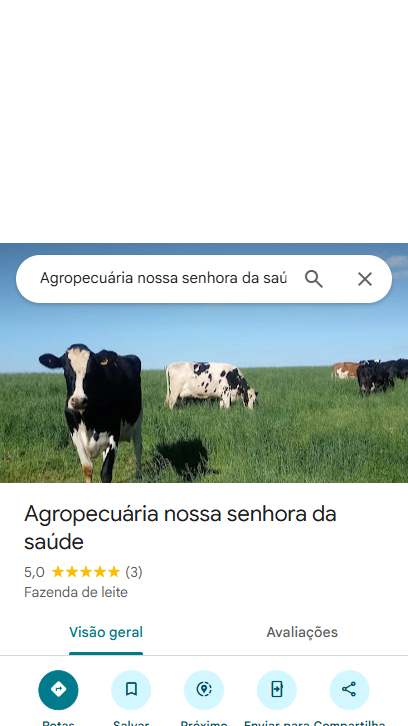 Agropecuária nossa senhora da saú
Agropecuária nossa senhora da
saúde
5,0 ★★★★★ (3)
Fazenda de leite
Visão geral Avaliações
Rotas Salvar Próximo Enviar para Compartilha